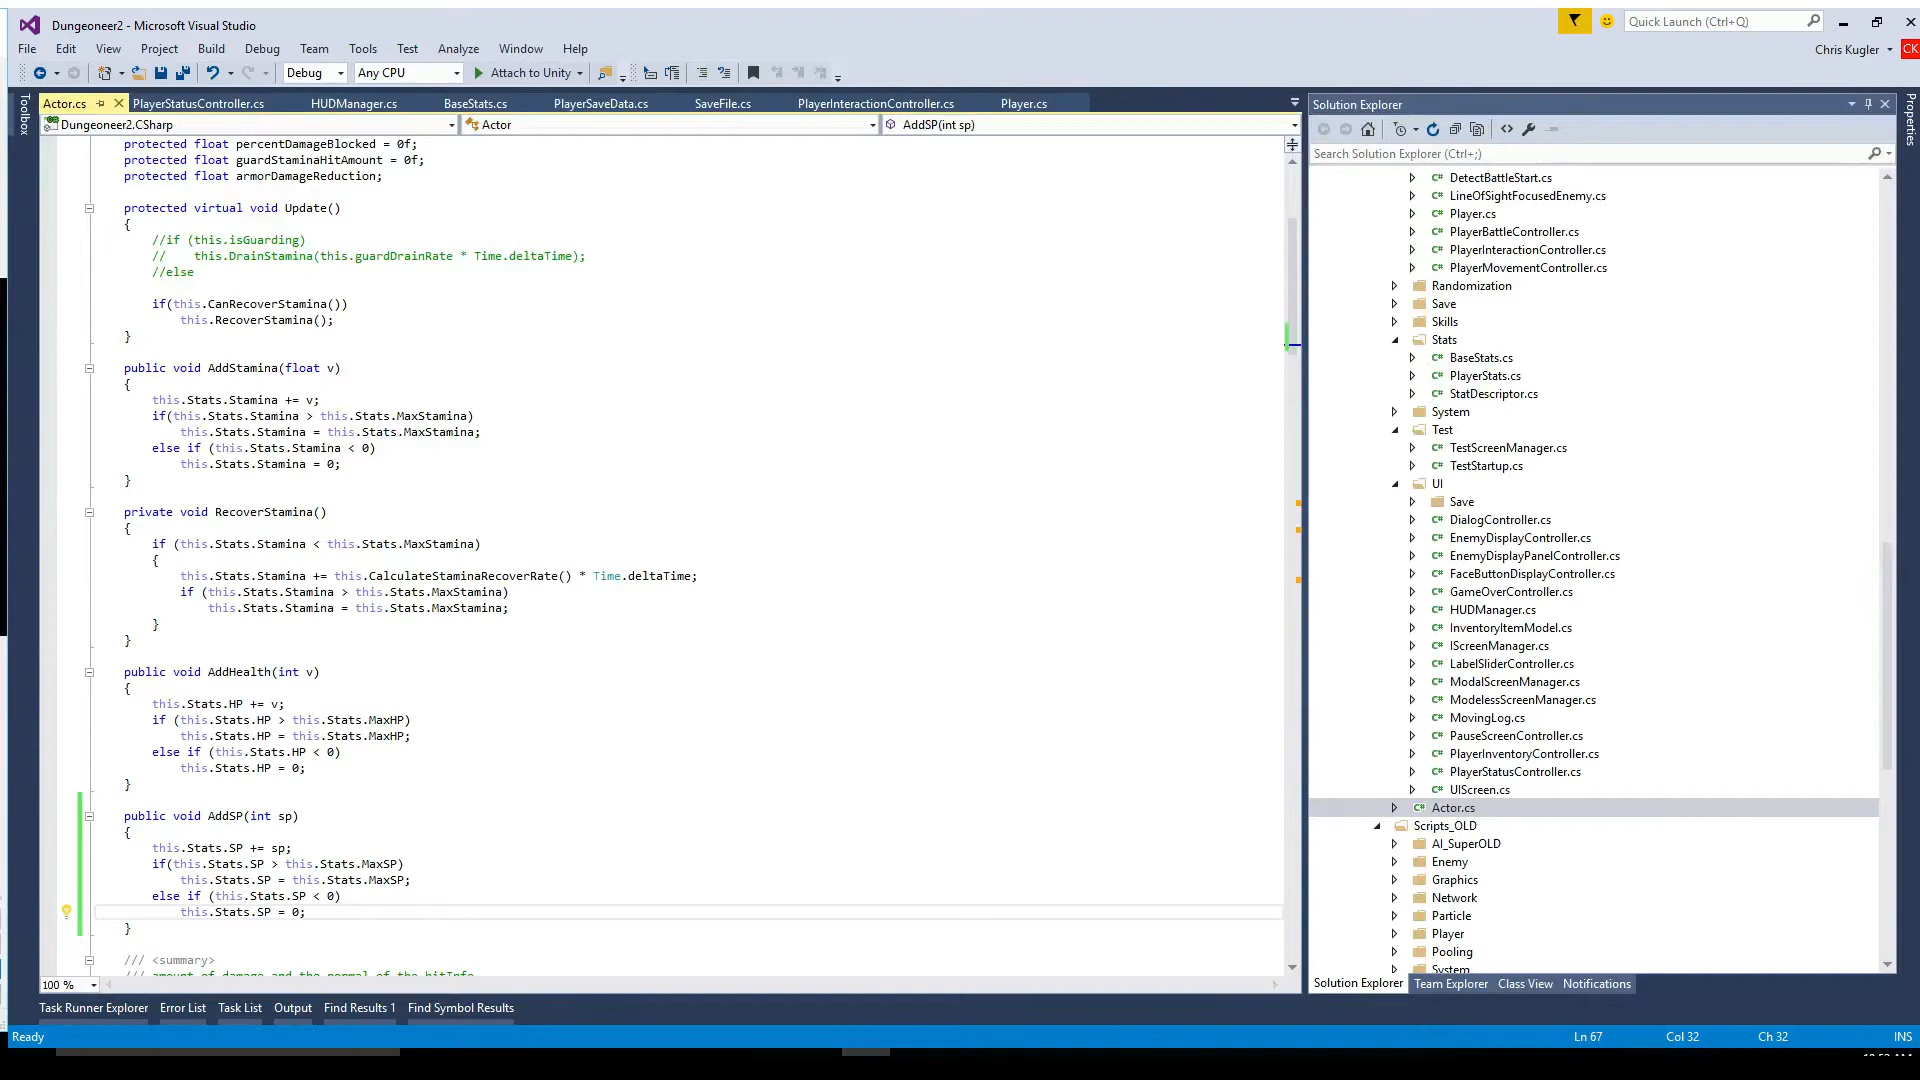 Dungeoneer2 - Microsoft Visual Studio
Quick Launch (Ctrl+Q)
File Edit View Project Build Debug Team Tools Test Analyze Window Help
Chris Kugler CK
Debug Any CPU Attach to Unity
Toolbox
Actor.cs PlayerStatusController.cs HUDManager.cs BaseStats.cs PlayerSaveData.cs SaveFile.cs PlayerInteractionController.cs Player.cs
Dungeoneer2.CSharp Actor AddSP(int sp)
protected float percentDamageBlocked = 0f;
protected float guardStaminaHitAmount = 0f;
protected float armorDamageReduction;
protected virtual void Update()
{
//if (this.isGuarding)
//    this.DrainStamina(this.guardDrainRate * Time.deltaTime);
//else
if(this.CanRecoverStamina())
this.RecoverStamina();
}
public void AddStamina(float v)
{
this.Stats.Stamina += v;
if(this.Stats.Stamina > this.Stats.MaxStamina)
this.Stats.Stamina = this.Stats.MaxStamina;
else if (this.Stats.Stamina < 0)
this.Stats.Stamina = 0;
}
private void RecoverStamina()
{
if (this.Stats.Stamina < this.Stats.MaxStamina)
{
this.Stats.Stamina += this.CalculateStaminaRecoverRate() * Time.deltaTime;
if (this.Stats.Stamina > this.Stats.MaxStamina)
this.Stats.Stamina = this.Stats.MaxStamina;
}
}
public void AddHealth(int v)
{
this.Stats.HP += v;
if (this.Stats.HP > this.Stats.MaxHP)
this.Stats.HP = this.Stats.MaxHP;
else if (this.Stats.HP < 0)
this.Stats.HP = 0;
}
public void AddSP(int sp)
{
this.Stats.SP += sp;
if(this.Stats.SP > this.Stats.MaxSP)
this.Stats.SP = this.Stats.MaxSP;
else if (this.Stats.SP < 0)
this.Stats.SP = 0;
}
/// <summary>
/// amount of damage and the normal of the hitInfo
100 %
Solution Explorer
Search Solution Explorer (Ctrl+;)
C# DetectBattleStart.cs
C# LineOfSightFocusedEnemy.cs
C# Player.cs
C# PlayerBattleController.cs
C# PlayerInteractionController.cs
C# PlayerMovementController.cs
Randomization
Save
Skills
Stats
C# BaseStats.cs
C# PlayerStats.cs
C# StatDescriptor.cs
System
Test
C# TestScreenManager.cs
C# TestStartup.cs
UI
Save
C# DialogController.cs
C# EnemyDisplayController.cs
C# EnemyDisplayPanelController.cs
C# FaceButtonDisplayController.cs
C# GameOverController.cs
C# HUDManager.cs
C# InventoryItemModel.cs
C# IScreenManager.cs
C# LabelSliderController.cs
C# ModalScreenManager.cs
C# ModelessScreenManager.cs
C# MovingLog.cs
C# PauseScreenController.cs
C# PlayerInventoryController.cs
C# PlayerStatusController.cs
C# UIScreen.cs
C# Actor.cs
Scripts_OLD
AI_SuperOLD
Enemy
Graphics
Network
Particle
Player
Pooling
System
Solution Explorer Team Explorer Class View Notifications
Properties
Task Runner Explorer Error List Task List Output Find Results 1 Find Symbol Results
Ready Ln 67 Col 32 Ch 32 INS